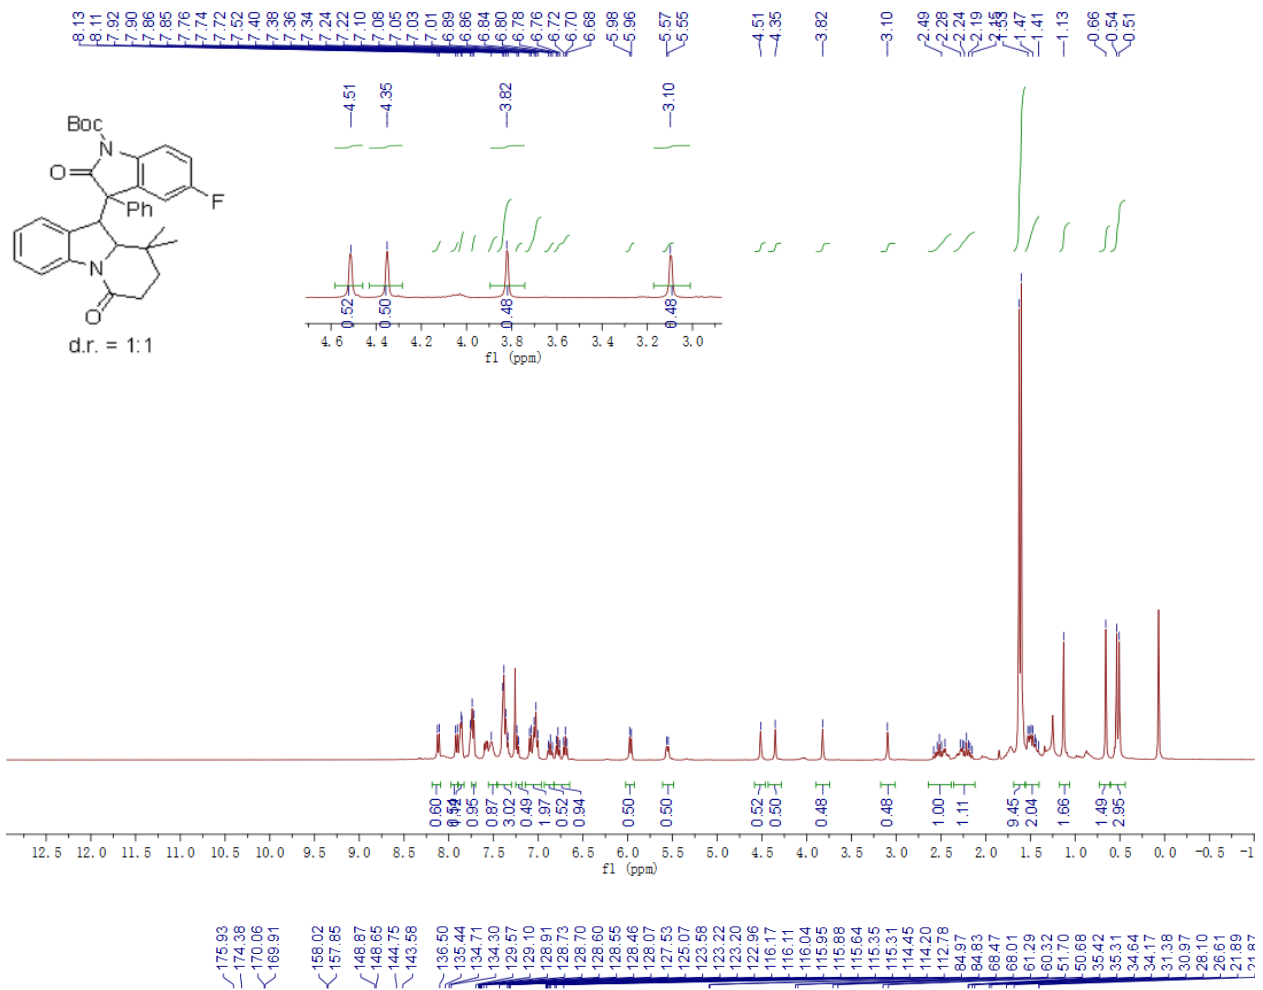 8.13 8.11 7.92 7.90 7.86 7.85 7.76 7.74 7.72 7.52 7.40 7.38 7.36 7.34 7.24 7.22 7.10 7.08 7.05 7.03 7.01 6.89 6.86 6.84 6.80 6.78 6.76 6.72 6.70 6.68 5.98 5.96 5.57 5.55 4.51 4.35 3.82 3.10 2.49 2.28 2.24 2.19 2.15 1.53 1.47 1.41 1.13 0.66 0.54 0.51
4.51 4.35 3.82 3.10
Boc
N
O
F
Ph
N
O
d.r. = 1:1
0.52 0.50 0.48 0.48
4.6 4.4 4.2 4.0 3.8 3.6 3.4 3.2 3.0
f1 (ppm)
0.60 0.95 0.87 3.02 0.49 1.97 0.52 0.94 0.50 0.50 0.52 0.50 0.48 0.48 1.00 1.11 9.45 2.04 1.66 1.49 2.95
12.5 12.0 11.5 11.0 10.5 10.0 9.5 9.0 8.5 8.0 7.5 7.0 6.5 6.0 5.5 5.0 4.5 4.0 3.5 3.0 2.5 2.0 1.5 1.0 0.5 0.0 -0.5 -1
f1 (ppm)
175.93 174.38 170.06 169.91 158.02 157.85 148.87 148.65 144.75 143.58 136.50 135.44 134.71 134.30 129.57 129.10 128.91 128.73 128.70 128.60 128.55 128.46 128.07 127.53 125.07 123.58 123.22 123.20 122.96 116.17 116.11 116.04 115.95 115.88 115.64 115.35 115.31 114.45 114.20 112.78 84.97 84.83 68.47 68.01 61.29 60.32 51.70 50.68 35.42 35.31 34.64 34.17 31.38 30.97 28.10 26.61 21.89 21.87